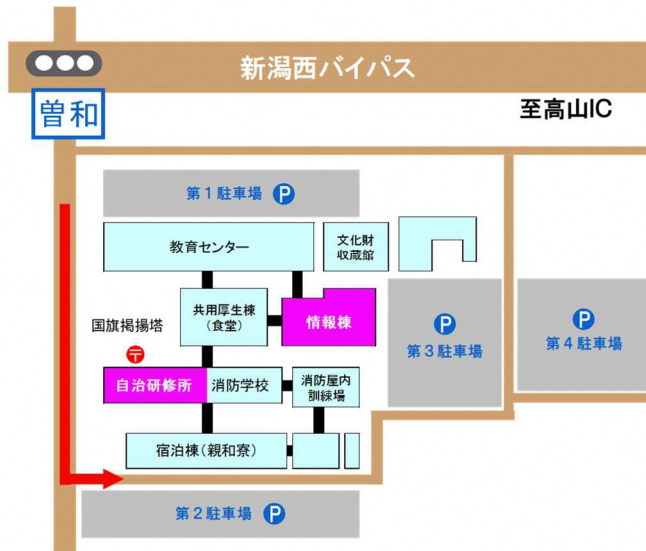 新潟西バイパス
曽和
至高山IC
第1駐車場 P
教育センター
文化財
収蔵館
共用厚生棟
(食堂)
情報棟
国旗掲揚塔
〒
P
第3駐車場
P
第4駐車場
自治研修所
消防学校
消防屋内
訓練場
宿泊棟(親和寮)
第2駐車場 P